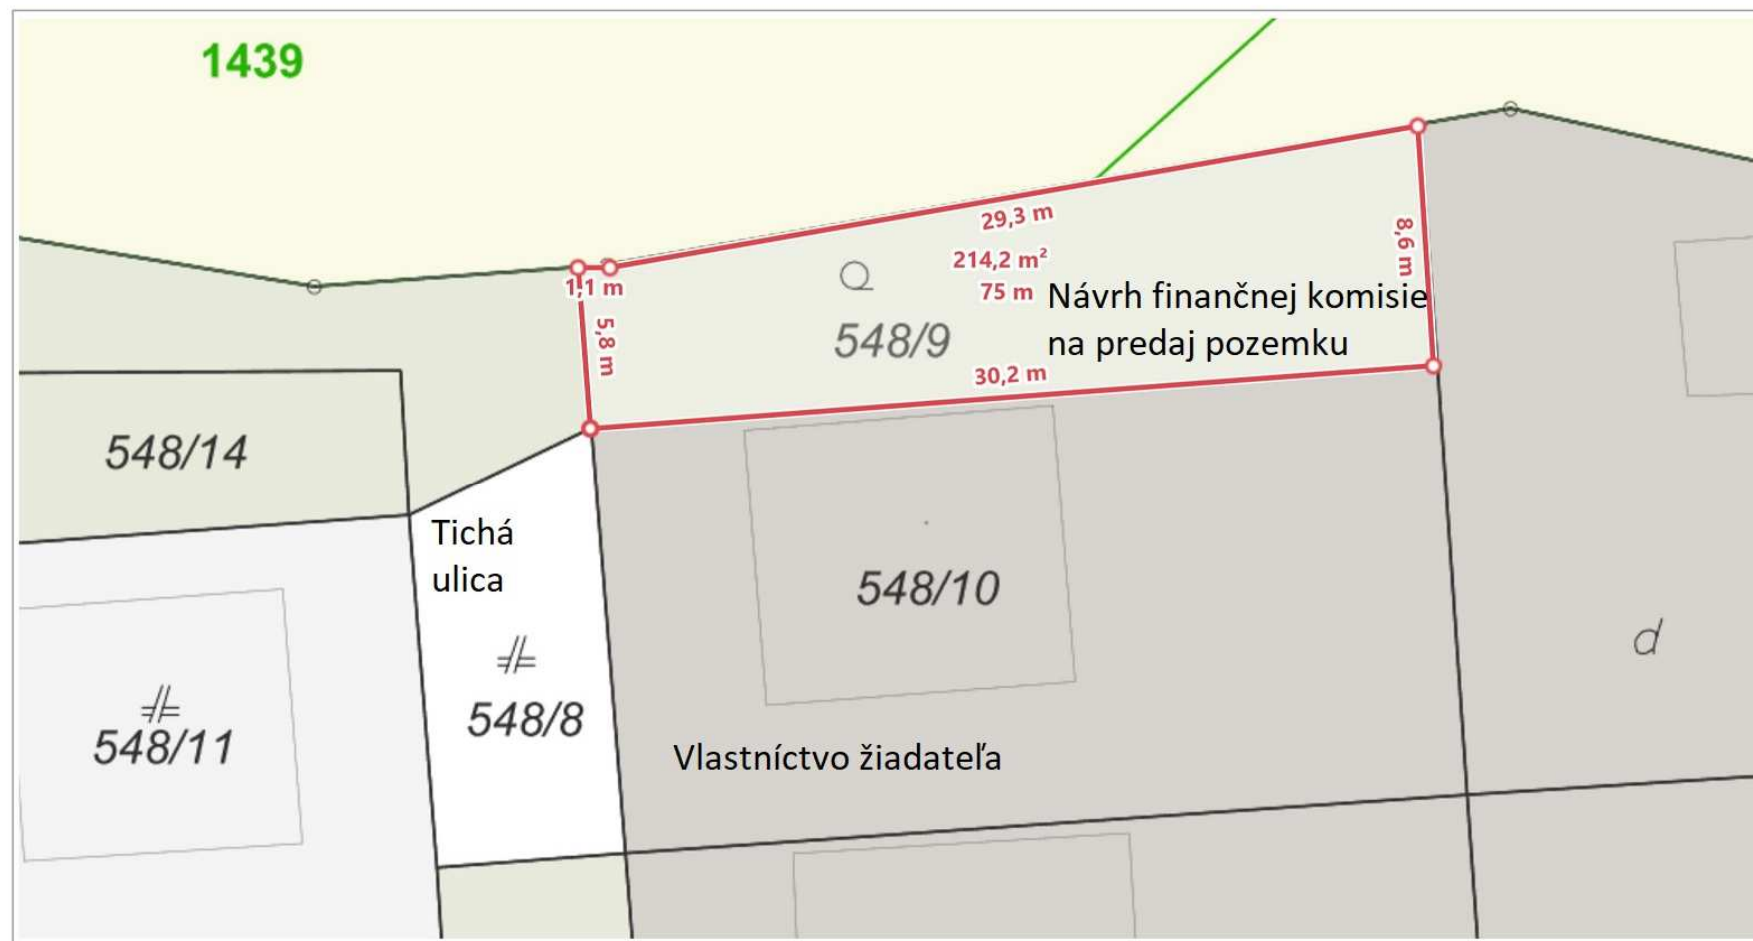 1439
29,3 m
214,2 m²
75 m
1,1 m
5,8 m
8,6 m
30,2 m
548/9
Návrh finančnej komisie
na predaj pozemku
548/14
Tichá
ulica
548/10
548/8
548/11
d
Vlastníctvo žiadateľa